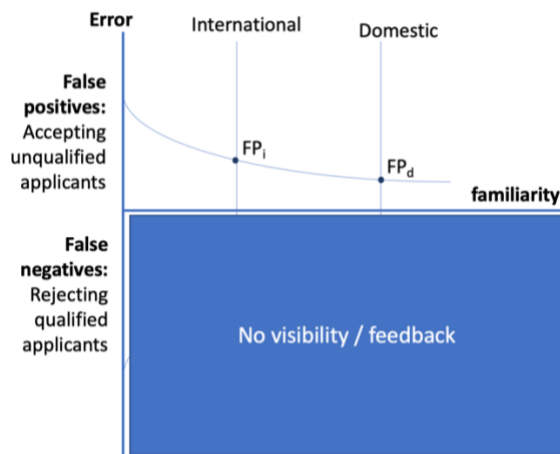 Error
International
Domestic
False
positives:
Accepting
unqualified
applicants
FPi
FPd
familiarity
False
negatives:
Rejecting
qualified
applicants
No visibility / feedback